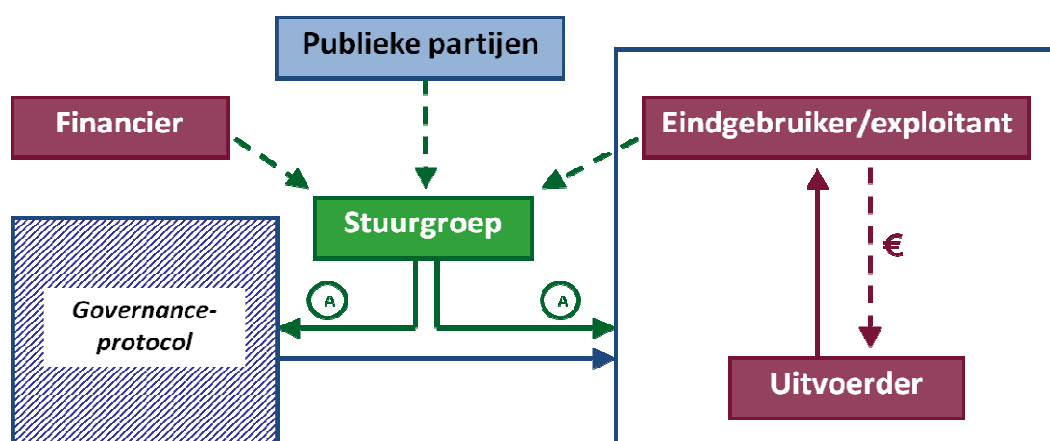 Publieke partijen
Financier
Eindgebruiker/exploitant
Stuurgroep
€
A
A
Governance-
protocol
Uitvoerder